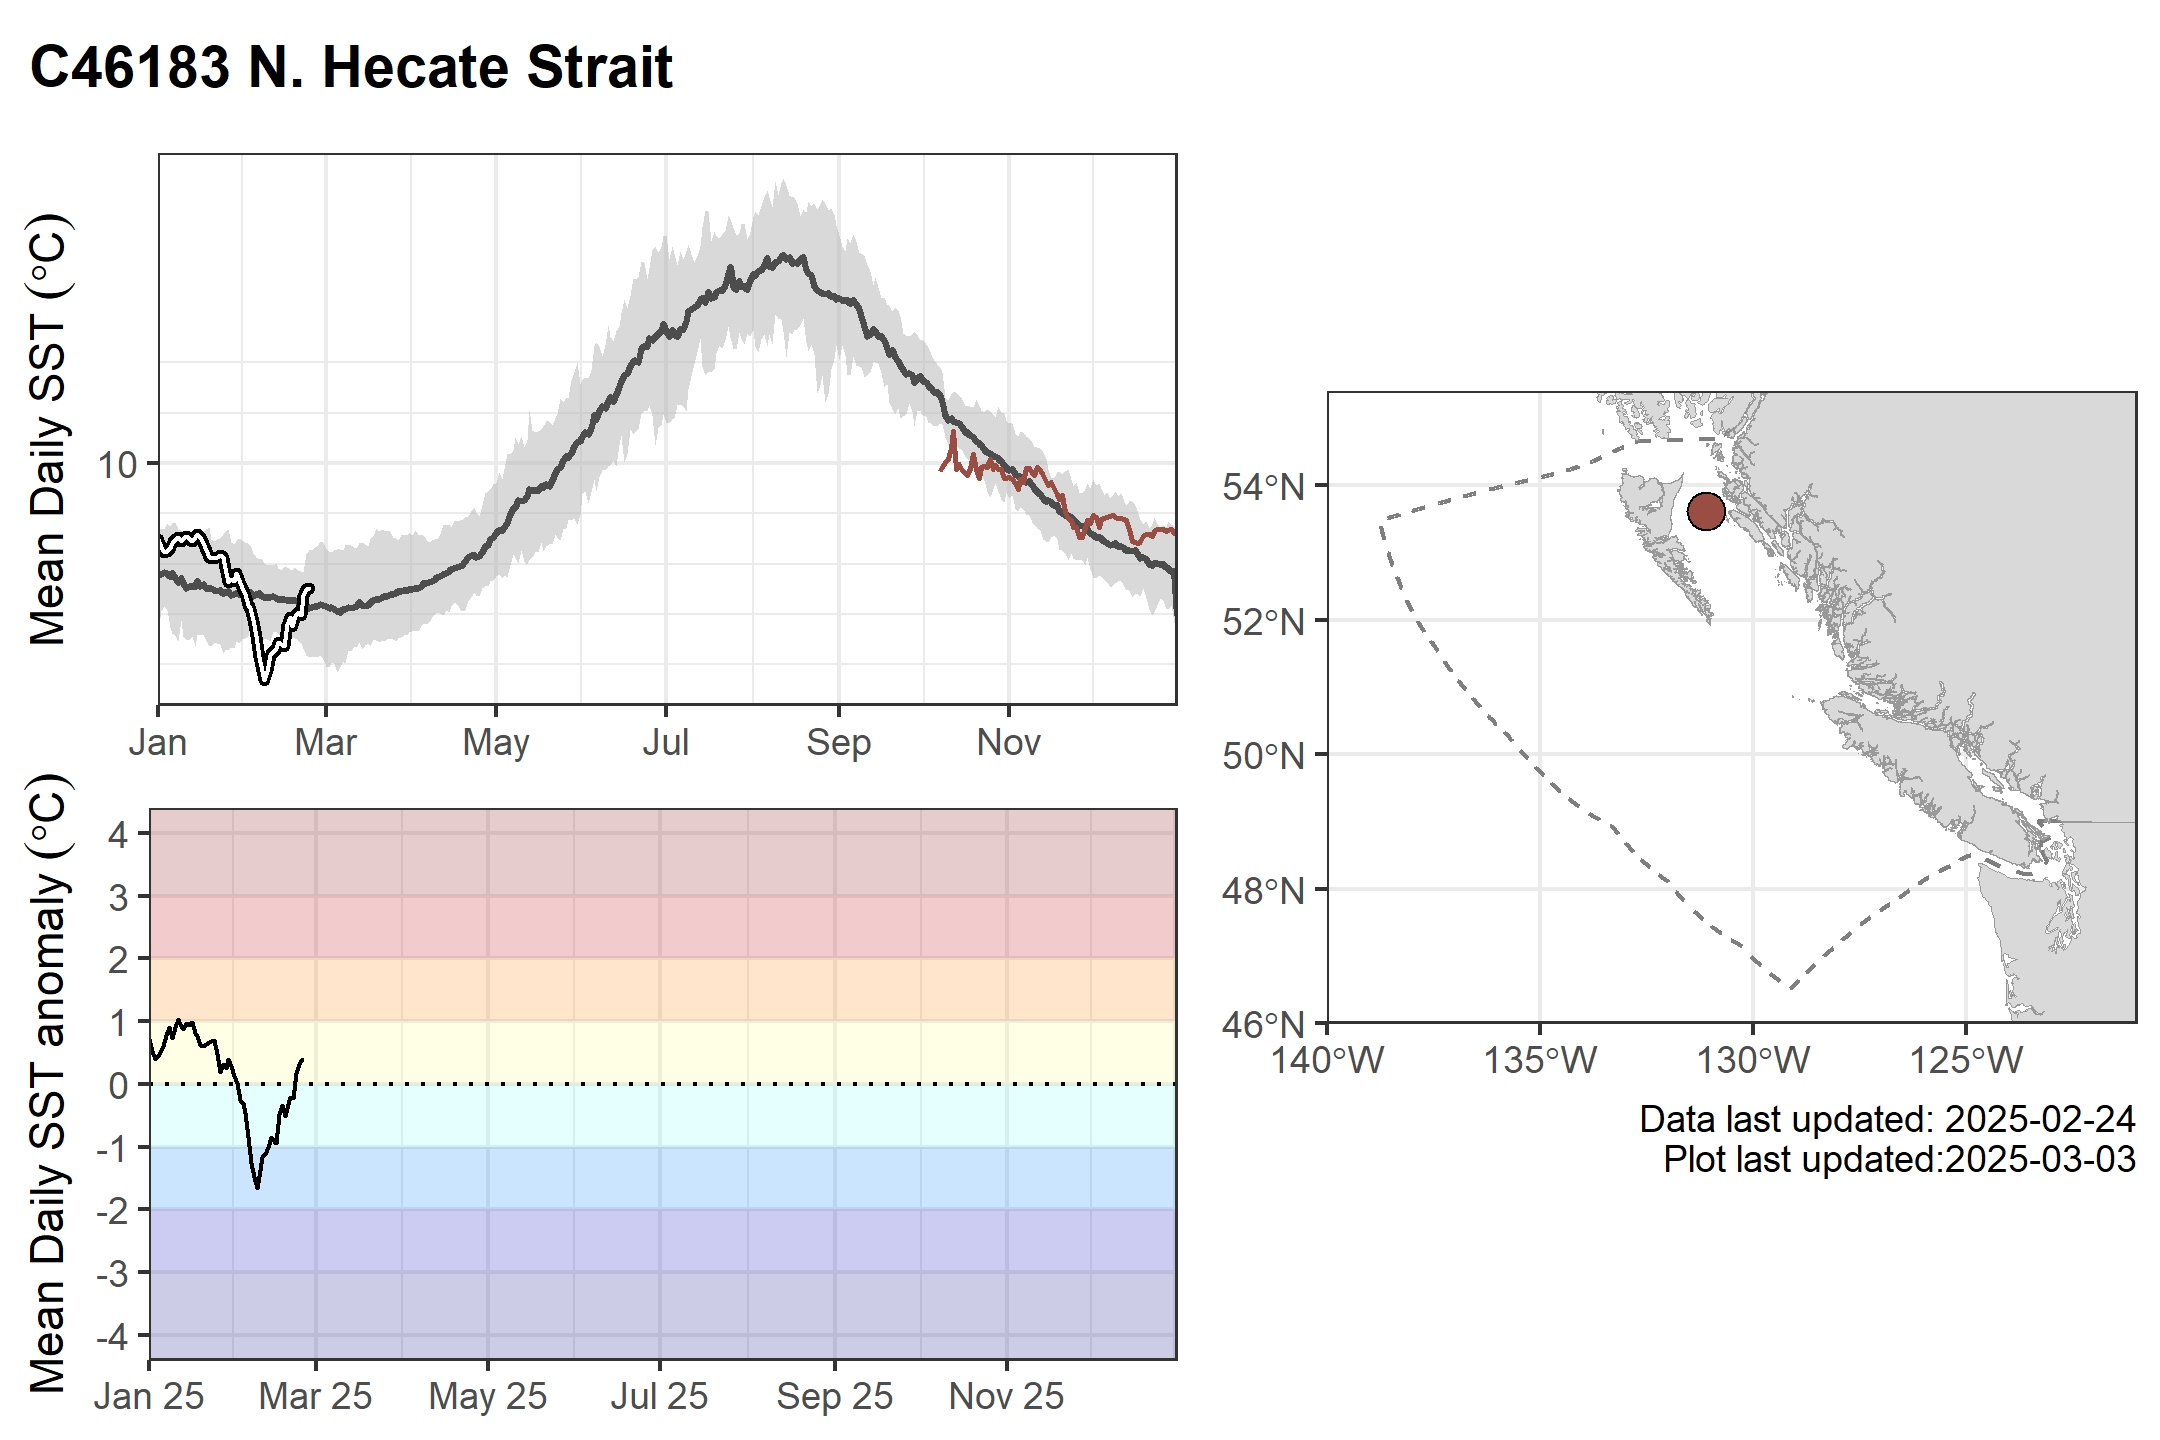 C46183 N. Hecate Strait
Mean Daily SST (°C)
10
Jan Mar May Jul Sep Nov
Mean Daily SST anomaly (°C)
4
3
2
1
0
-1
-2
-3
-4
Jan 25 Mar 25 May 25 Jul 25 Sep 25 Nov 25
54°N
52°N
50°N
48°N
46°N
140°W 135°W 130°W 125°W
Data last updated: 2025-02-24
Plot last updated:2025-03-03